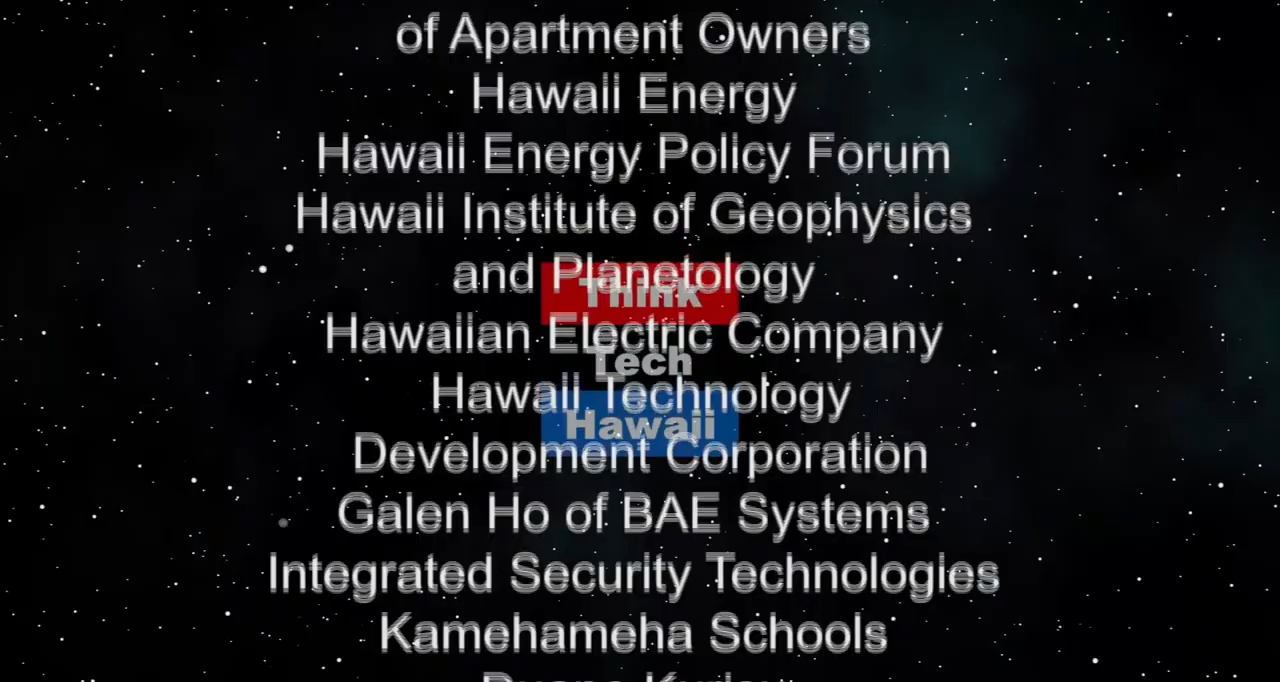 of Apartment Owners
Hawaii Energy
Hawaii Energy Policy Forum
Hawaii Institute of Geophysics
and Planetology
Think
Hawaiian Electric Company
Tech
Hawaii Technology
Hawaii
Development Corporation
Galen Ho of BAE Systems
Integrated Security Technologies
Kamehameha Schools